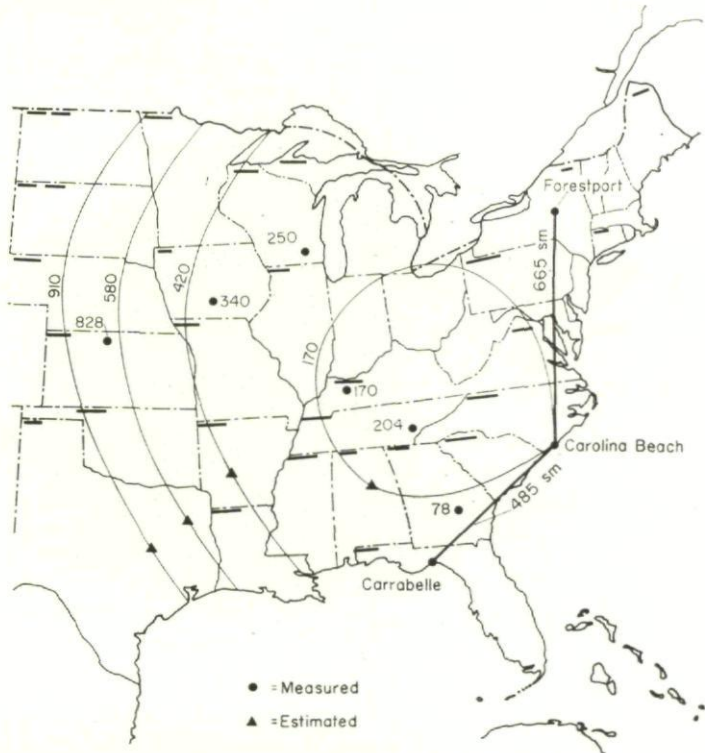 Forestport
665 sm
250
910
580
420
340
828
170
170
204
Carolina Beach
485 sm
78
Carrabelle
● = Measured
▲ = Estimated